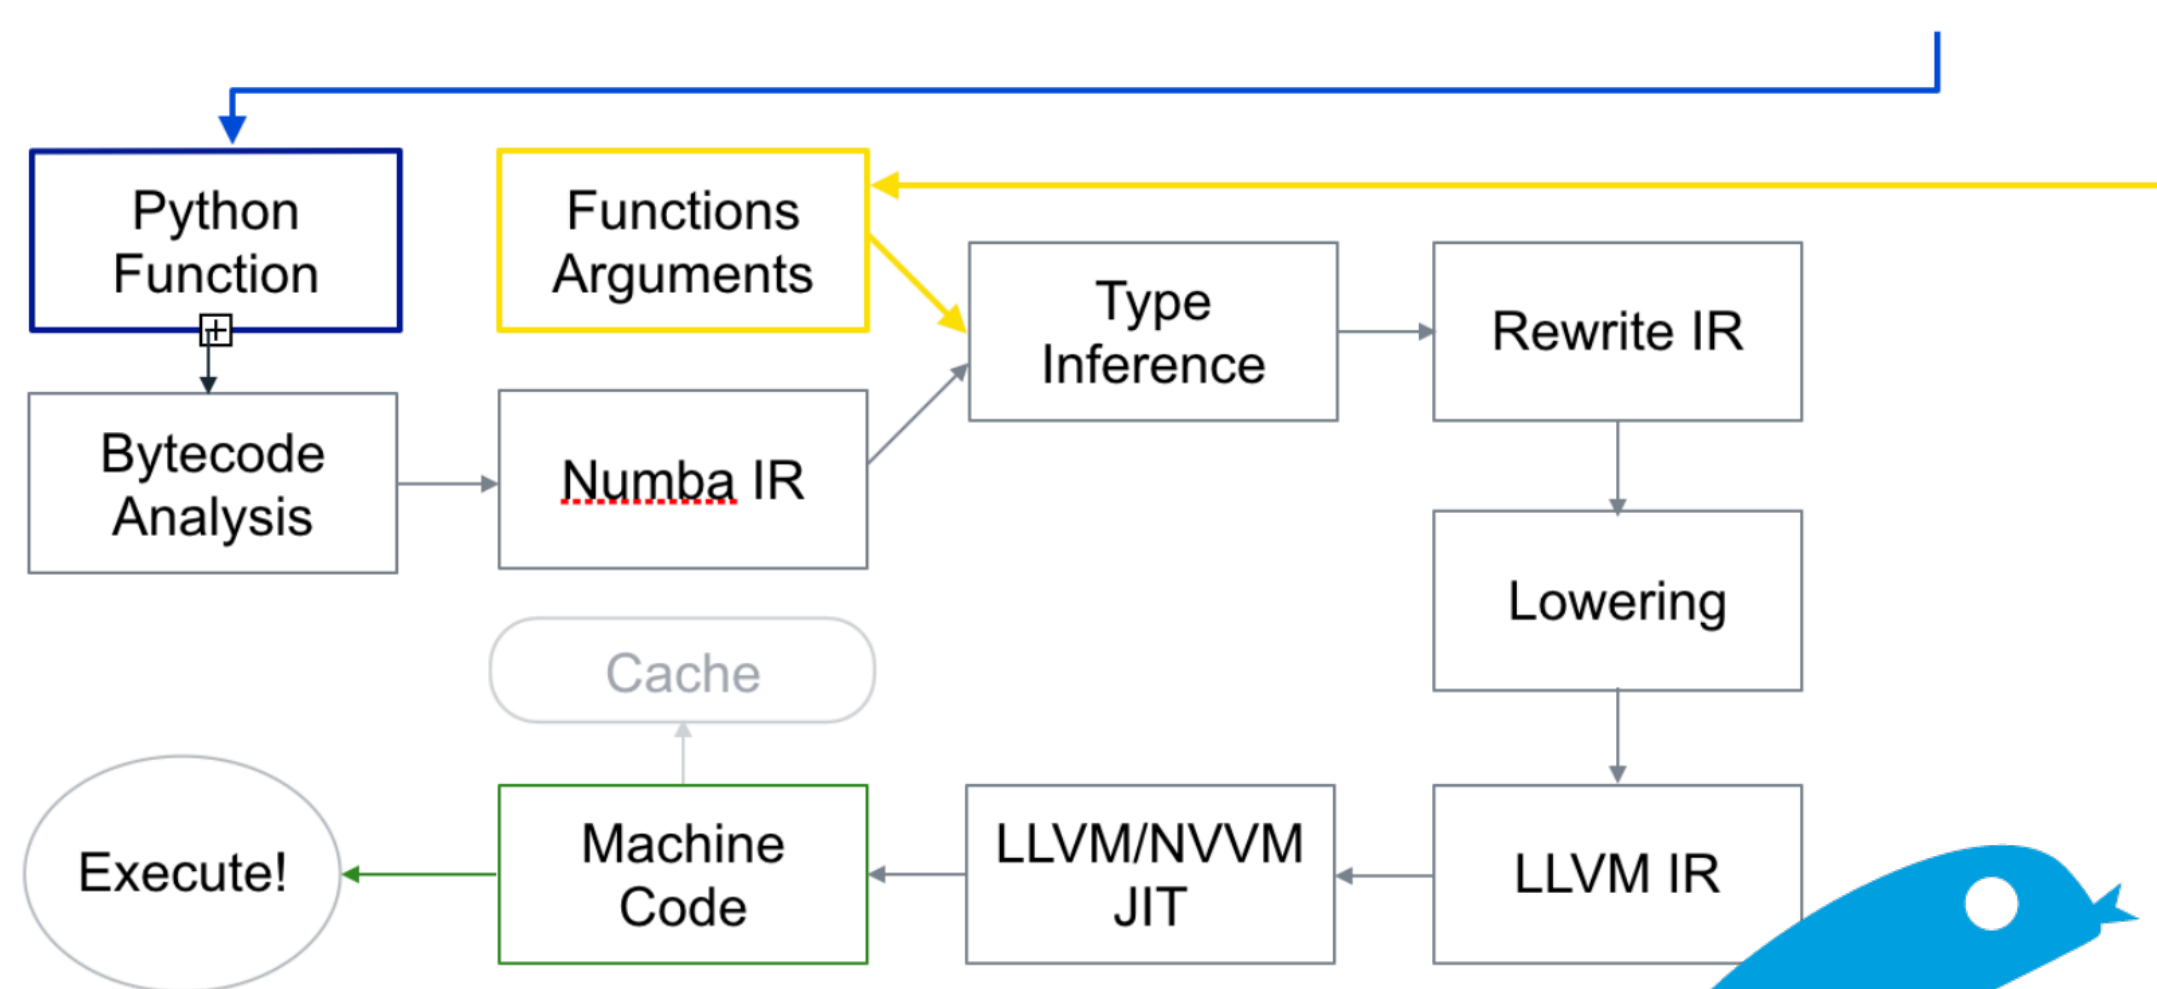 Python
Function
Functions
Arguments
Type
Inference
Rewrite IR
Bytecode
Analysis
Numba IR
Lowering
Cache
Execute!
Machine
Code
LLVM/NVVM
JIT
LLVM IR